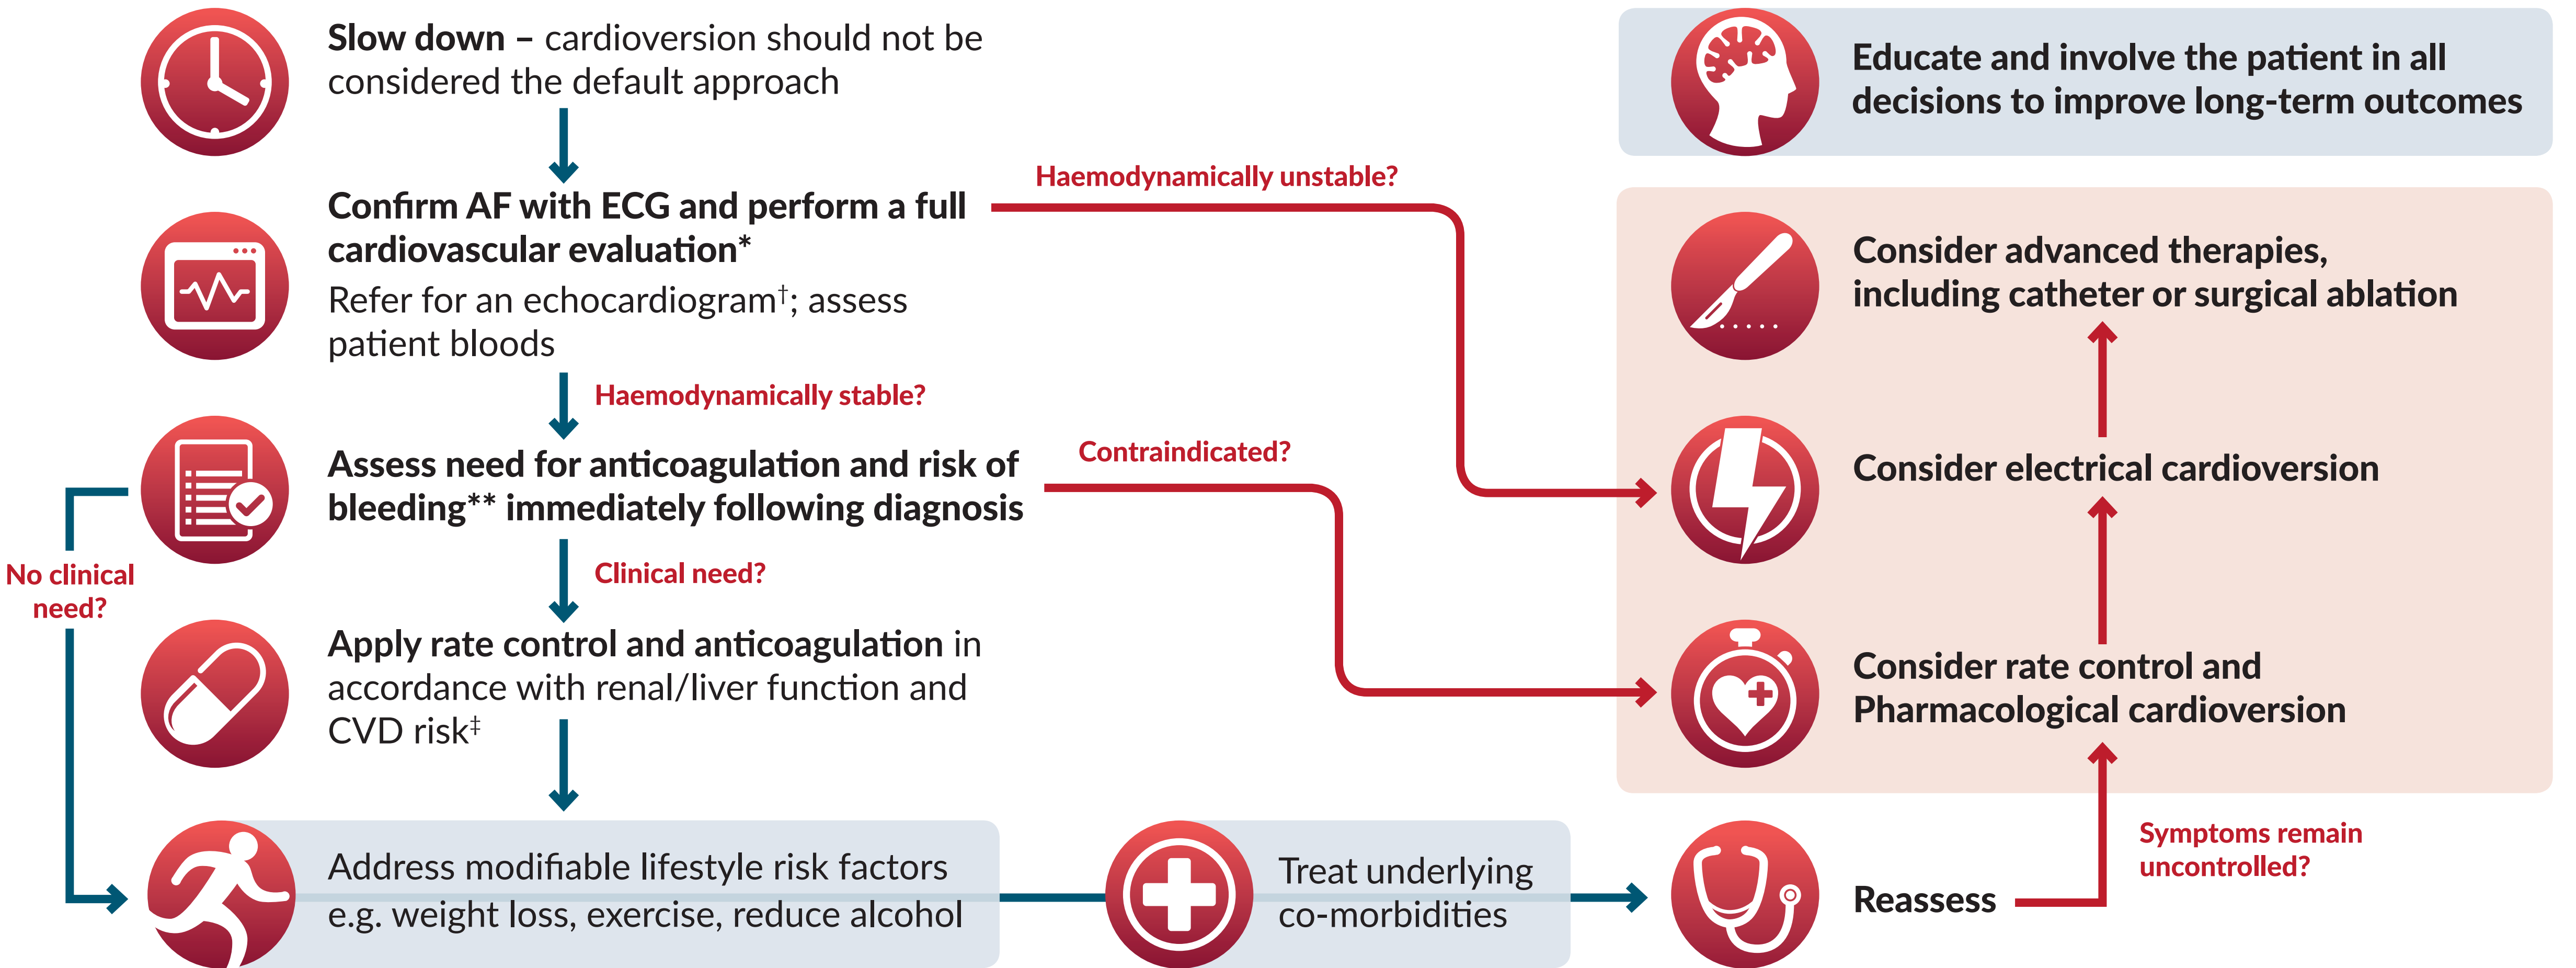 Slow down – cardioversion should not be
considered the default approach
Educate and involve the patient in all
decisions to improve long-term outcomes
Confirm AF with ECG and perform a full
cardiovascular evaluation*
Refer for an echocardiogram†; assess
patient bloods
Haemodynamically unstable?
Haemodynamically stable?
Assess need for anticoagulation and risk of
bleeding** immediately following diagnosis
Contraindicated?
No clinical
need?
Clinical need?
Apply rate control and anticoagulation in
accordance with renal/liver function and
CVD risk‡
Address modifiable lifestyle risk factors
e.g. weight loss, exercise, reduce alcohol
Treat underlying
co-morbidities
Reassess
Symptoms remain
uncontrolled?
Consider rate control and
Pharmacological cardioversion
Consider electrical cardioversion
Consider advanced therapies,
including catheter or surgical ablation